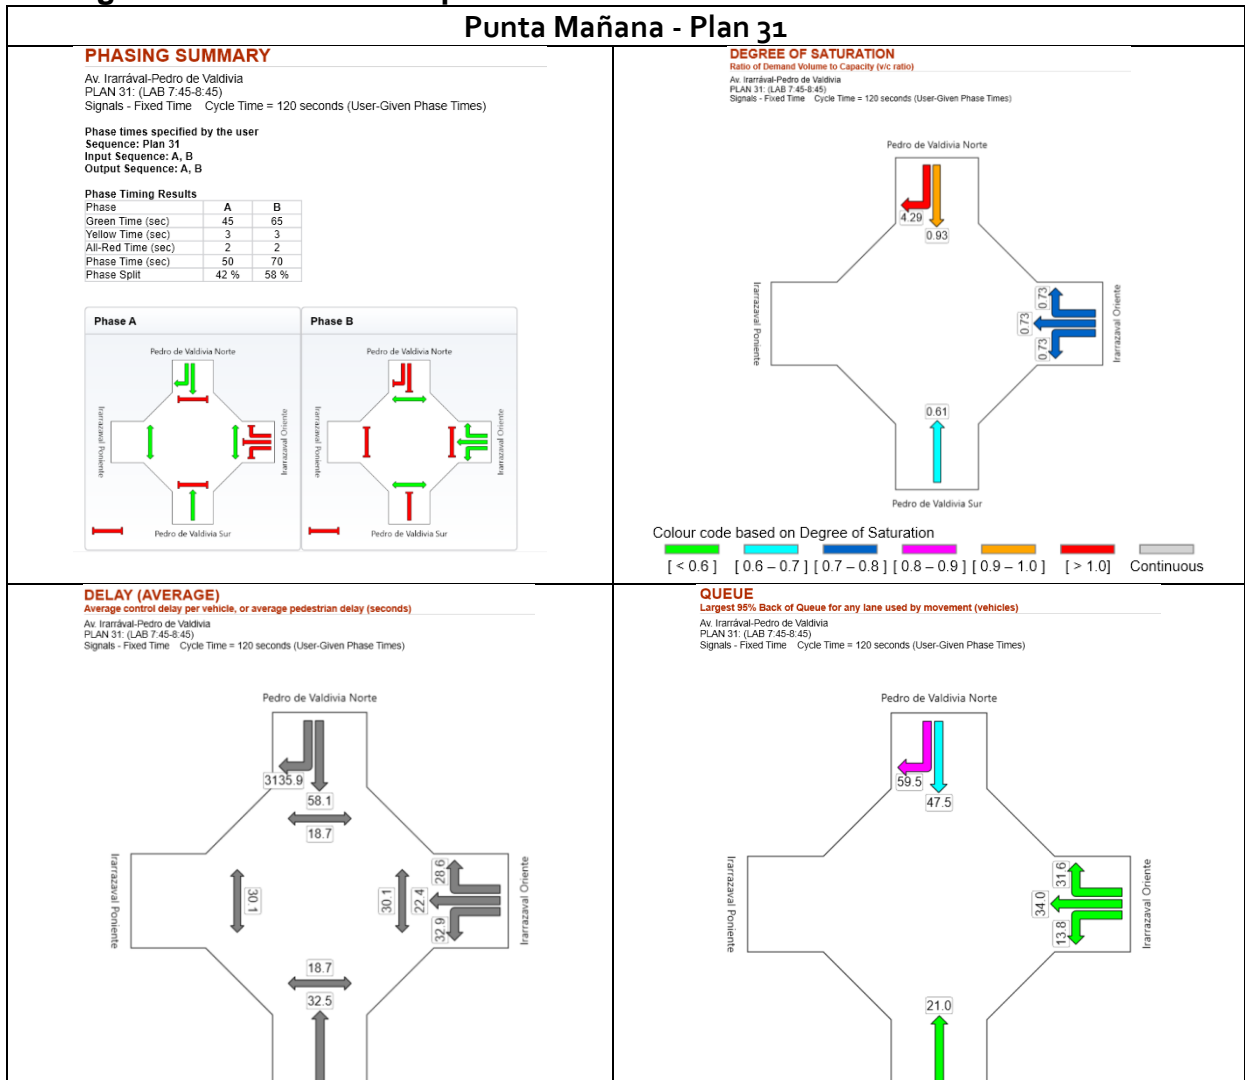 Punta Mañana - Plan 31
PHASING SUMMARY
Av. Irarrával-Pedro de Valdivia
PLAN 31: (LAB 7:45-8:45)
Signals - Fixed Time    Cycle Time = 120 seconds (User-Given Phase Times)
Phase times specified by the user
Sequence: Plan 31
Input Sequence: A, B
Output Sequence: A, B
Phase Timing Results
Phase A B
Green Time (sec) 45 65
Yellow Time (sec) 3 3
All-Red Time (sec) 2 2
Phase Time (sec) 50 70
Phase Split 42 % 58 %
Phase A
Pedro de Valdivia Norte
Irarrazaval Poniente
Irarrazaval Oriente
Pedro de Valdivia Sur
Phase B
Pedro de Valdivia Norte
Irarrazaval Poniente
Irarrazaval Oriente
Pedro de Valdivia Sur
DEGREE OF SATURATION
Ratio of Demand Volume to Capacity (v/c ratio)
Av. Irarrával-Pedro de Valdivia
PLAN 31: (LAB 7:45-8:45)
Signals - Fixed Time    Cycle Time = 120 seconds (User-Given Phase Times)
Pedro de Valdivia Norte
4.29
0.93
Irarrazaval Poniente
0.73
0.73
0.73
Irarrazaval Oriente
0.61
Pedro de Valdivia Sur
Colour code based on Degree of Saturation
[ < 0.6 ] [ 0.6 – 0.7 ] [ 0.7 – 0.8 ] [ 0.8 – 0.9 ] [ 0.9 – 1.0 ] [ > 1.0] Continuous
DELAY (AVERAGE)
Average control delay per vehicle, or average pedestrian delay (seconds)
Av. Irarrával-Pedro de Valdivia
PLAN 31: (LAB 7:45-8:45)
Signals - Fixed Time    Cycle Time = 120 seconds (User-Given Phase Times)
Pedro de Valdivia Norte
3135.9
58.1
18.7
Irarrazaval Poniente
30.1
30.1
28.6
22.4
32.9
Irarrazaval Oriente
18.7
32.5
QUEUE
Largest 95% Back of Queue for any lane used by movement (vehicles)
Av. Irarrával-Pedro de Valdivia
PLAN 31: (LAB 7:45-8:45)
Signals - Fixed Time    Cycle Time = 120 seconds (User-Given Phase Times)
Pedro de Valdivia Norte
59.5
47.5
Irarrazaval Poniente
31.6
34.0
13.8
Irarrazaval Oriente
21.0